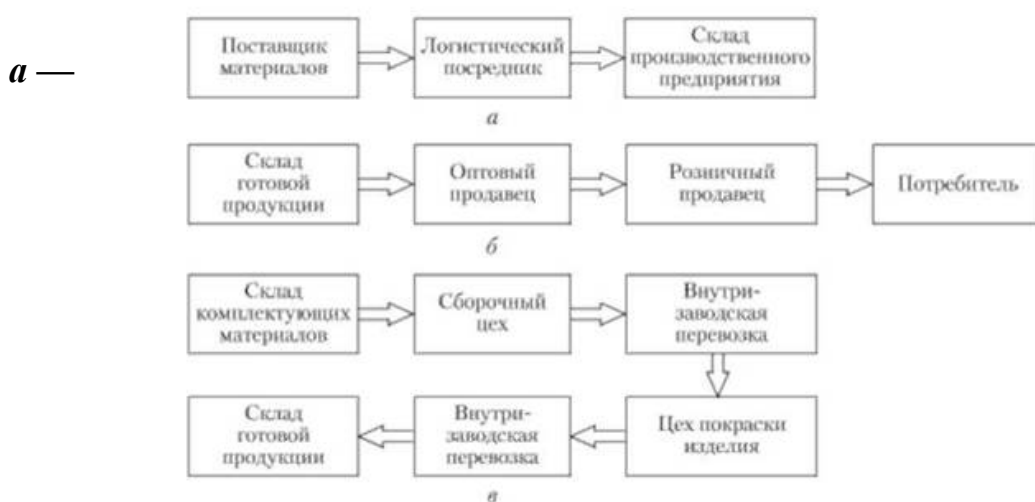 а —
Поставщик
материалов
Логистический
посредник
Склад
производственного
предприятия
а
Склад
готовой
продукции
Оптовый
продавец
Розничный
продавец
Потребитель
б
Склад
комплектующих
материалов
Сборочный
цех
Внутри-
заводская
перевозка
Склад
готовой
продукции
Внутри-
заводская
перевозка
Цех покраски
изделия
в